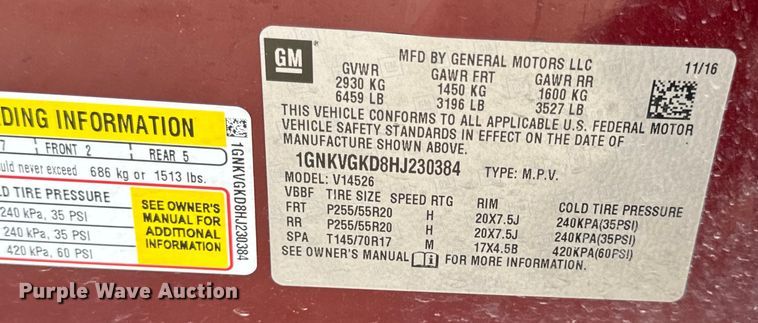 DING INFORMATION
7 FRONT 2 REAR 5
uld never exceed 686 kg or 1513 lbs.
D TIRE PRESSURE
240 kPa, 35 PSI
240 kPa, 35 PSI
420 kPa, 60 PSI
SEE OWNER'S
MANUAL FOR
ADDITIONAL
INFORMATION
1GNKVGKD8HJ230384
GM
MFD BY GENERAL MOTORS LLC
11/16
GVWR GAWR FRT GAWR RR
2930 KG 1450 KG 1600 KG
6459 LB 3196 LB 3527 LB
THIS VEHICLE CONFORMS TO ALL APPLICABLE U.S. FEDERAL MOTOR
VEHICLE SAFETY STANDARDS IN EFFECT ON THE DATE OF
MANUFACTURE SHOWN ABOVE.
1GNKVGKD8HJ230384 TYPE: M.P.V.
MODEL: V14526
VBBF TIRE SIZE SPEED RTG RIM COLD TIRE PRESSURE
FRT P255/55R20 H 20X7.5J 240KPA(35PSI)
RR P255/55R20 H 20X7.5J 240KPA(35PSI)
SPA T145/70R17 M 17X4.5B 420KPA(60PSI)
SEE OWNER'S MANUAL i FOR MORE INFORMATION.
Purple Wave Auction